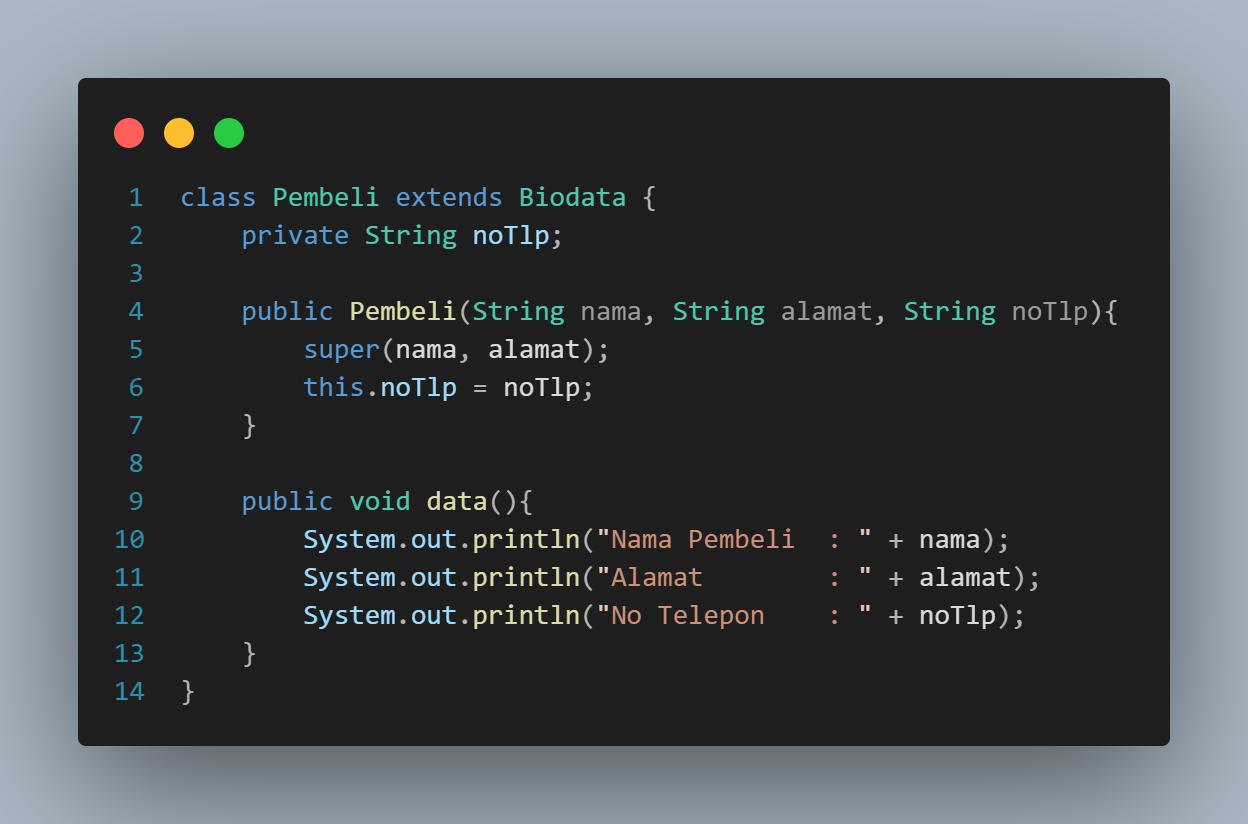 1 class Pembeli extends Biodata {
2     private String noTlp;
3
4     public Pembeli(String nama, String alamat, String noTlp){
5         super(nama, alamat);
6         this.noTlp = noTlp;
7     }
8
9     public void data(){
10         System.out.println("Nama Pembeli  : " + nama);
11         System.out.println("Alamat        : " + alamat);
12         System.out.println("No Telepon    : " + noTlp);
13     }
14 }